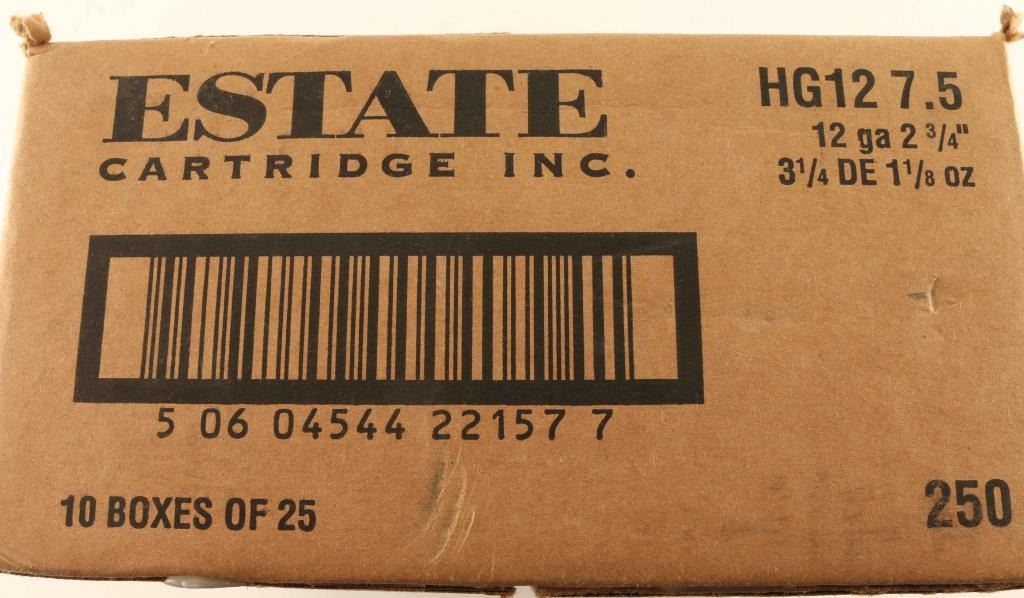 ESTATE
CARTRIDGE INC.
HG12 7.5
12 ga 2 3/4"
3 1/4 DE 1 1/8 oz
5 06 04544 22157 7
10 BOXES OF 25
250